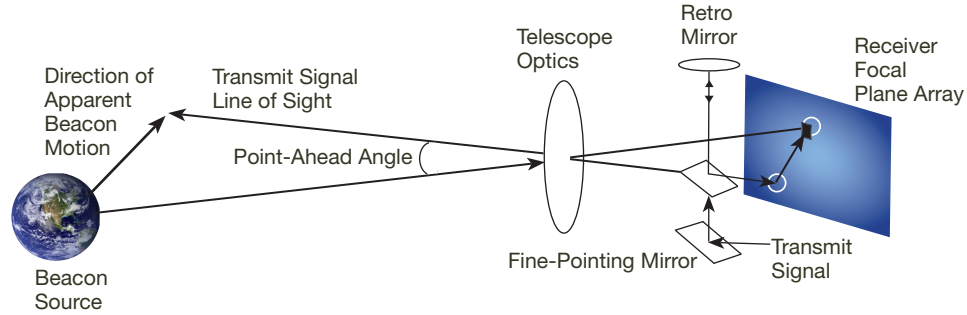 Direction of
Apparent
Beacon
Motion
Transmit Signal
Line of Sight
Point-Ahead Angle
Telescope
Optics
Retro
Mirror
Receiver
Focal
Plane Array
Fine-Pointing Mirror
Transmit
Signal
Beacon
Source